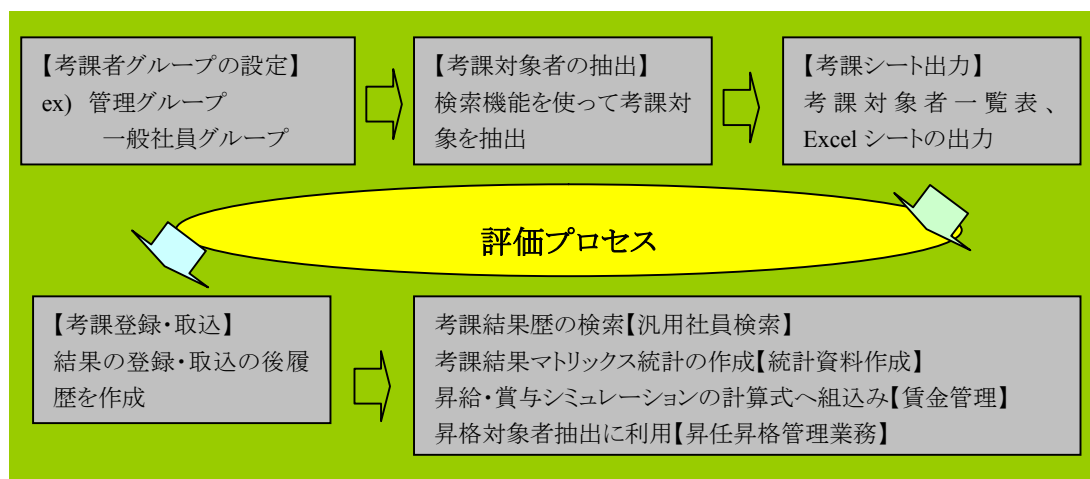 【考課者グループの設定】
ex) 管理グループ
一般社員グループ
【考課対象者の抽出】
検索機能を使って考課対
象を抽出
【考課シート出力】
考課対象者一覧表、
Excel シートの出力
評価プロセス
【考課登録・取込】
結果の登録・取込の後履
歴を作成
考課結果歴の検索【汎用社員検索】
考課結果マトリックス統計の作成【統計資料作成】
昇給・賞与シミュレーションの計算式へ組込み【賃金管理】
昇格対象者抽出に利用【昇任昇格管理業務】